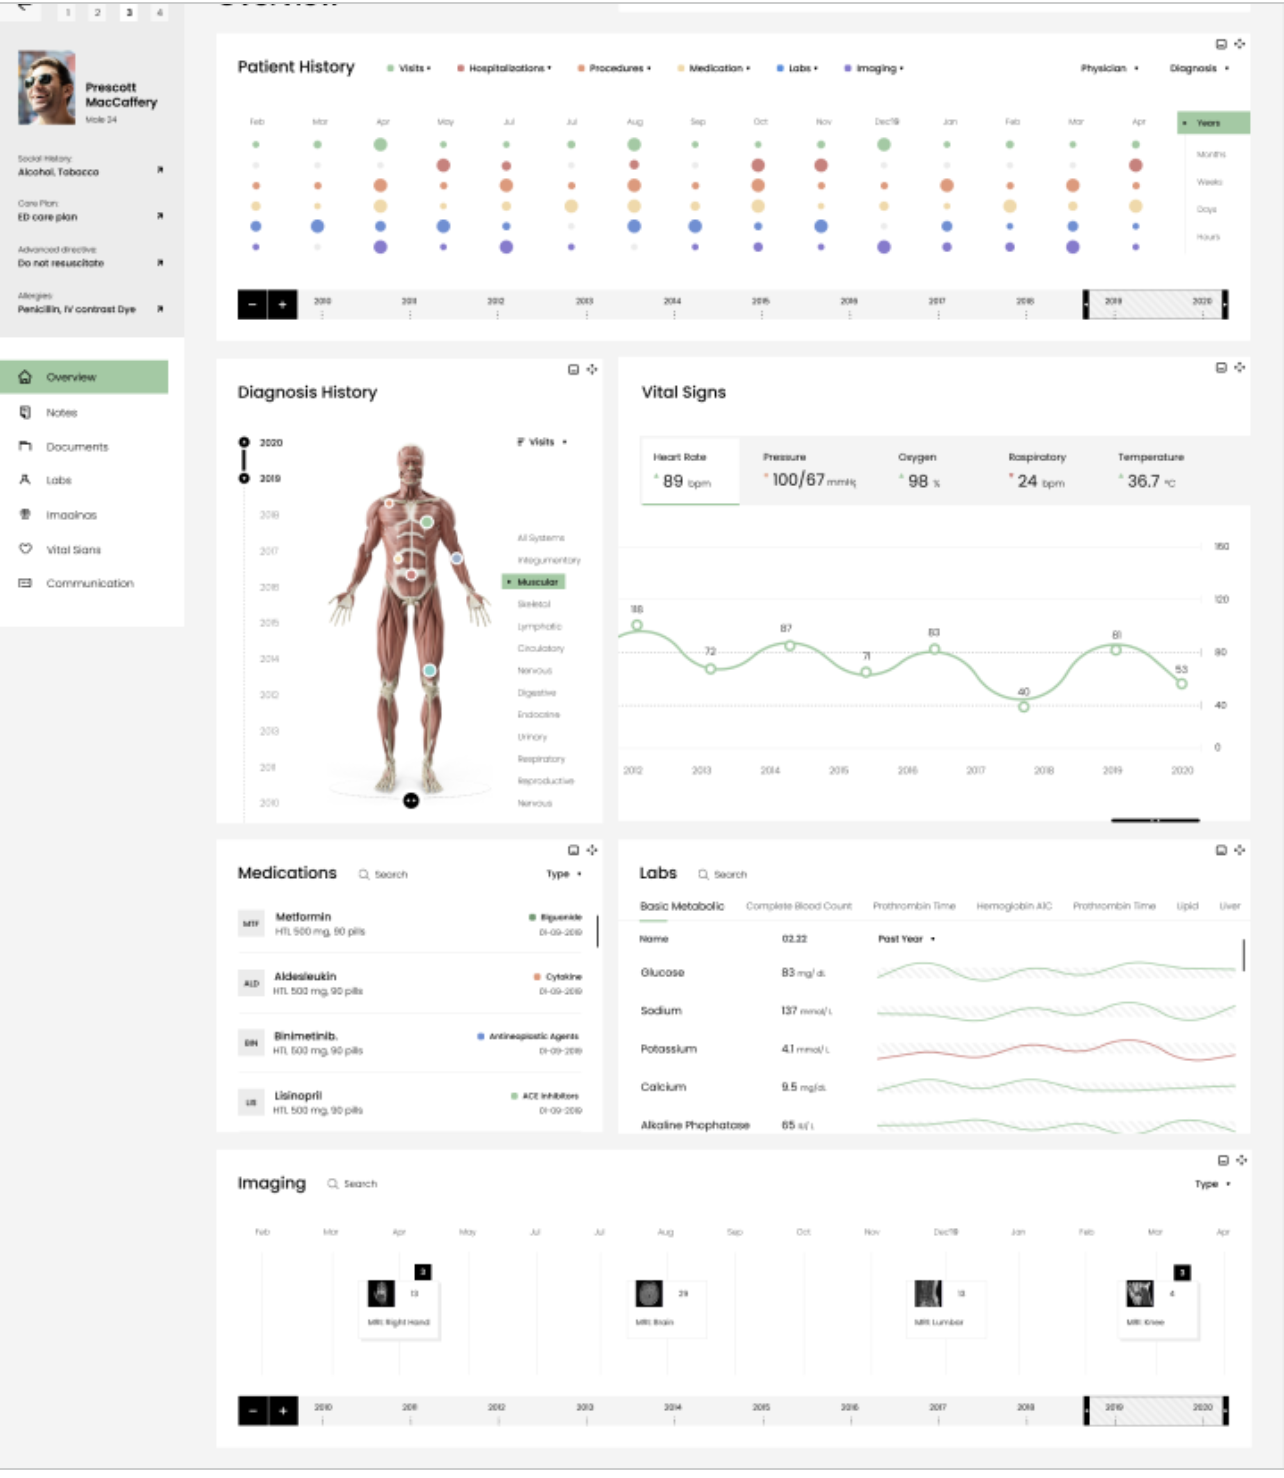 1 2 3 4
Prescott
MacCaffery
Male 34
Social History:
Alcohol, Tobacco
Care Plan:
ED care plan
Advanced directive:
Do not resuscitate
Allergies:
Penicillin, IV contrast Dye
Overview
Notes
Documents
Labs
Vital Signs
Communication
Overview
Patient History
Visits
Hospitalizations
Procedures
Medication
Labs
Imaging
Physician
Diagnosis
Feb Mar Apr May Jul Jul Aug Sep Oct Nov Dec19 Jan Feb Mar Apr
Years
Months
Weeks
Days
Hours
− +
2010 2011 2012 2013 2014 2015 2016 2017 2018 2019 2020
Diagnosis History
2020
2019
2018
2017
2016
2015
2014
2012
2013
2011
2010
Visits
All Systems
Integumentory
Muscular
Skeletal
Lymphatic
Circulatory
Nervous
Digestive
Endocrine
Urinary
Respiratory
Reproductive
Nervous
Vital Signs
Heart Rate
89 bpm
Pressure
100/67 mmHg
Oxygen
98 %
Respiratory
24 bpm
Temperature
36.7 °C
160
120
80
40
0
118 72 87 71 83 40 81 53
2012 2013 2014 2015 2016 2017 2018 2019 2020
Medications
Search
Type
MTF
Metformin
HTL 500 mg, 90 pills
Biguanide
01-09-2019
ALD
Aldesleukin
HTL 500 mg, 90 pills
Cytokine
01-09-2019
BIN
Binimetinib.
HTL 500 mg, 90 pills
Antineoplastic Agents
01-09-2019
LIS
Lisinopril
HTL 500 mg, 90 pills
ACE Inhibitors
01-09-2019
Labs
Search
Basic Metabolic
Complete Blood Count
Prothrombin Time
Hemoglobin A1C
Prothrombin Time
Lipid
Liver
Name
02.22
Past Year
Glucose
83 mg/ dL
Sodium
137 mmol/ L
Potassium
4.1 mmol/ L
Calcium
9.5 mg/dL
Alkaline Phophatase
65 IU/ L
Imaging
Search
Type
Feb Mar Apr May Jul Jul Aug Sep Oct Nov Dec19 Jan Feb Mar Apr
3
13
MRI: Right Hand
29
MRI: Brain
13
MRI: Lumbar
3
4
MRI: Knee
− +
2010 2011 2012 2013 2014 2015 2016 2017 2018 2019 2020